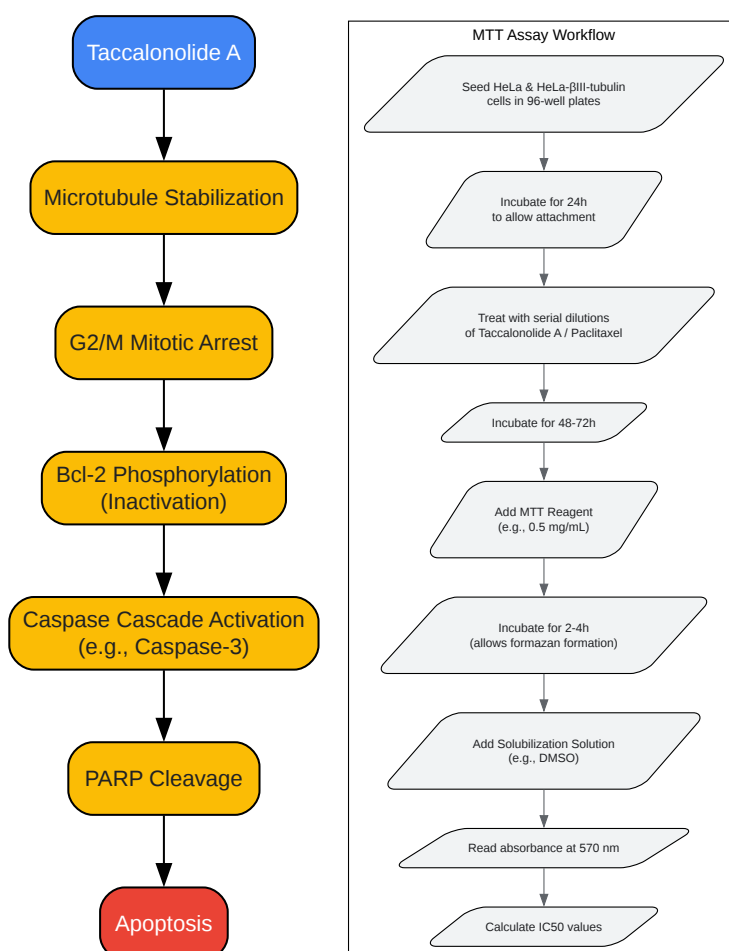 Taccalonolide A
Microtubule Stabilization
G2/M Mitotic Arrest
Bcl-2 Phosphorylation
(Inactivation)
Caspase Cascade Activation
(e.g., Caspase-3)
PARP Cleavage
Apoptosis
MTT Assay Workflow
Seed HeLa & HeLa-βIII-tubulin
cells in 96-well plates
Incubate for 24h
to allow attachment
Treat with serial dilutions
of Taccalonolide A / Paclitaxel
Incubate for 48-72h
Add MTT Reagent
(e.g., 0.5 mg/mL)
Incubate for 2-4h
(allows formazan formation)
Add Solubilization Solution
(e.g., DMSO)
Read absorbance at 570 nm
Calculate IC50 values